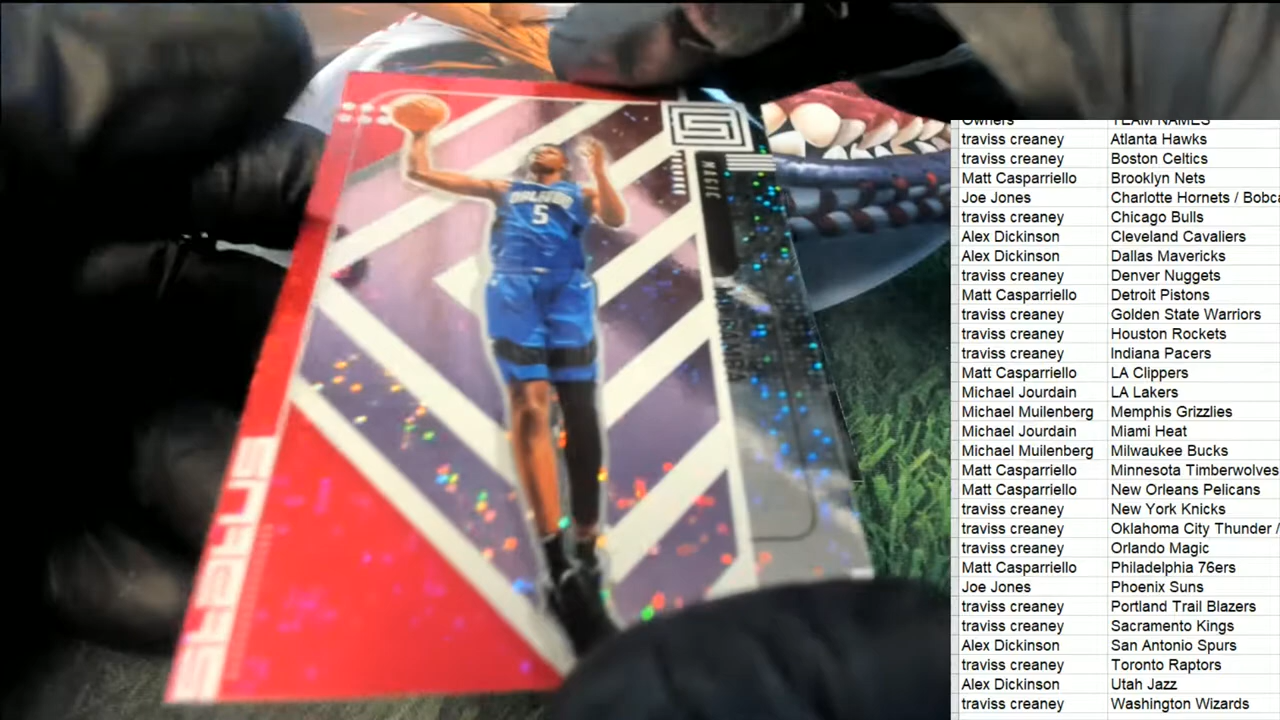 MAGIC
ORLANDO
5
BAMBA
Owners TEAM NAMES
traviss creaney Atlanta Hawks
traviss creaney Boston Celtics
Matt Casparriello Brooklyn Nets
Joe Jones Charlotte Hornets / Bobca
traviss creaney Chicago Bulls
Alex Dickinson Cleveland Cavaliers
Alex Dickinson Dallas Mavericks
traviss creaney Denver Nuggets
Matt Casparriello Detroit Pistons
traviss creaney Golden State Warriors
traviss creaney Houston Rockets
traviss creaney Indiana Pacers
Matt Casparriello LA Clippers
Michael Jourdain LA Lakers
Michael Muilenberg Memphis Grizzlies
Michael Jourdain Miami Heat
Michael Muilenberg Milwaukee Bucks
Matt Casparriello Minnesota Timberwolves
Matt Casparriello New Orleans Pelicans
traviss creaney New York Knicks
traviss creaney Oklahoma City Thunder /
traviss creaney Orlando Magic
Matt Casparriello Philadelphia 76ers
Joe Jones Phoenix Suns
traviss creaney Portland Trail Blazers
traviss creaney Sacramento Kings
Alex Dickinson San Antonio Spurs
traviss creaney Toronto Raptors
Alex Dickinson Utah Jazz
traviss creaney Washington Wizards